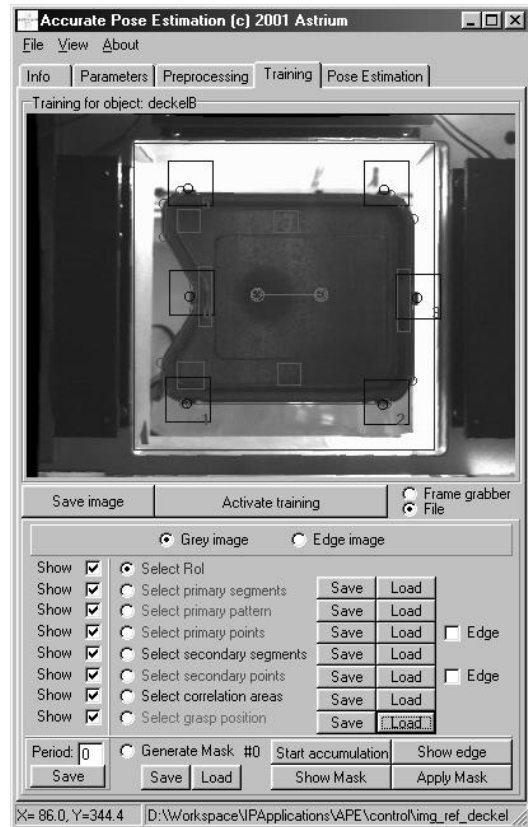 Accurate Pose Estimation (c) 2001 Astrium
File View About
Info Parameters Preprocessing Training Pose Estimation
Training for object: deckelB
3
1 2
Save image Activate training Frame grabber
File
Grey image Edge image
Show Select RoI
Show Select primary segments Save Load
Show Select primary pattern Save Load
Show Select primary points Save Load Edge
Show Select secondary segments Save Load
Show Select secondary points Save Load Edge
Show Select correlation areas Save Load
Show Select grasp position Save Load
Period: 0 Generate Mask #0 Start accumulation Show edge
Save Save Load Show Mask Apply Mask
X= 86.0, Y=344.4 D:\Workspace\IPApplications\APE\control\img_ref_deckel